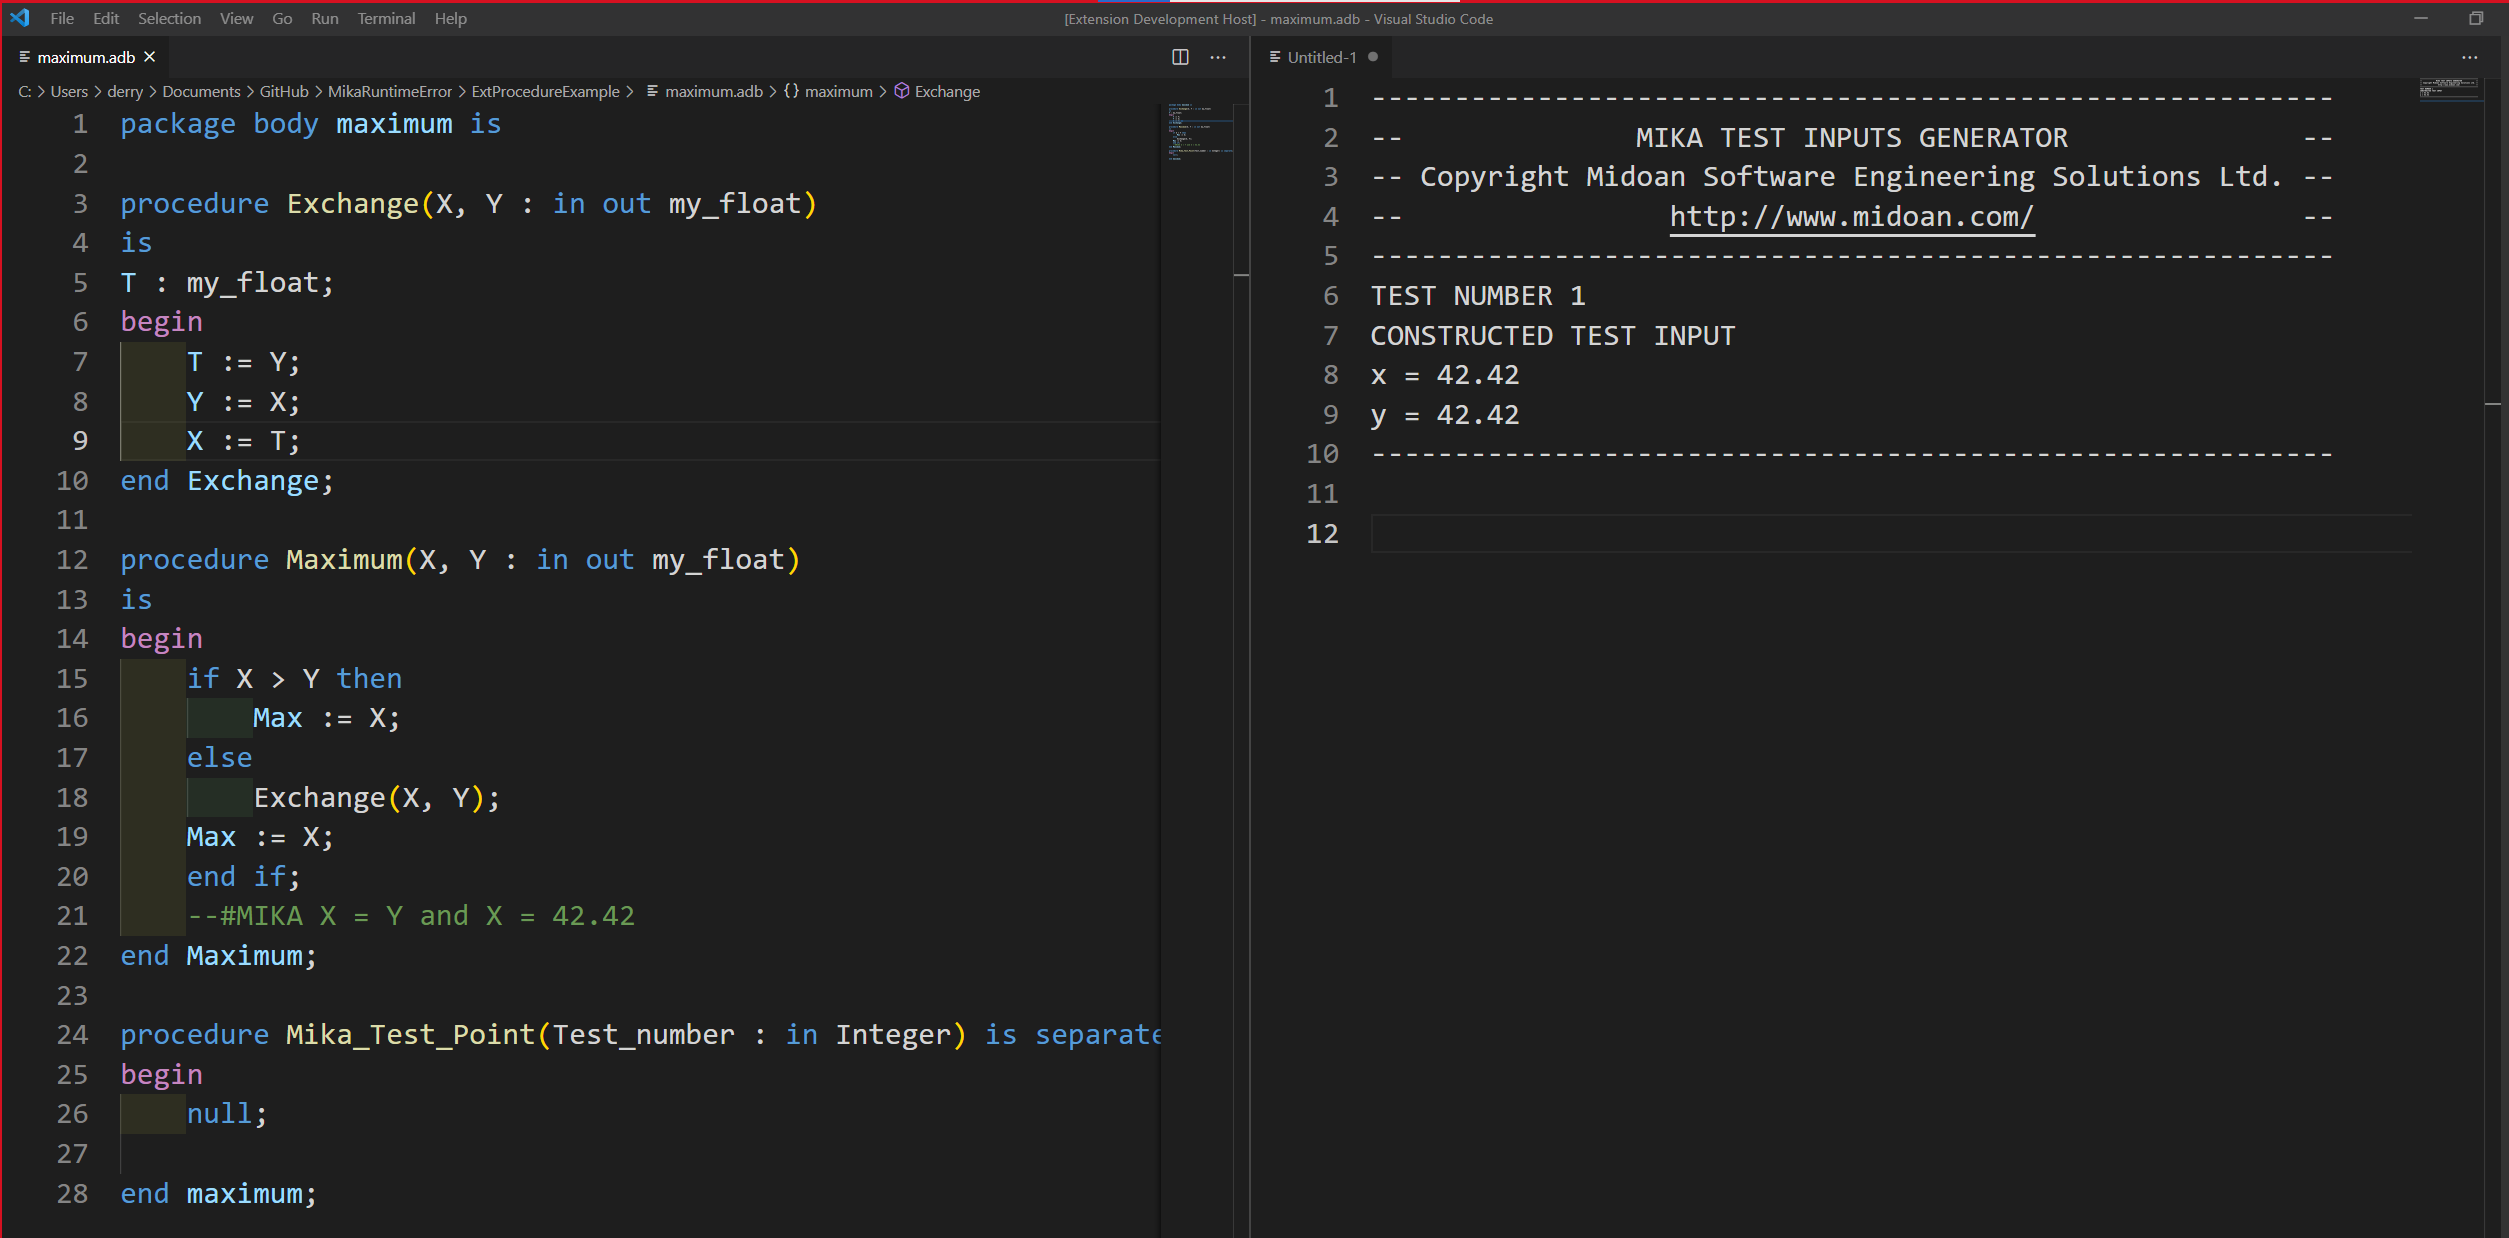 File Edit Selection View Go Run Terminal Help
[Extension Development Host] - maximum.adb - Visual Studio Code
maximum.adb
C: > Users > derry > Documents > GitHub > MikaRuntimeError > ExtProcedureExample > maximum.adb > {} maximum > Exchange
1 package body maximum is
2
3 procedure Exchange(X, Y : in out my_float)
4 is
5 T : my_float;
6 begin
7     T := Y;
8     Y := X;
9     X := T;
10 end Exchange;
11
12 procedure Maximum(X, Y : in out my_float)
13 is
14 begin
15     if X > Y then
16         Max := X;
17     else
18         Exchange(X, Y);
19     Max := X;
20     end if;
21     --#MIKA X = Y and X = 42.42
22 end Maximum;
23
24 procedure Mika_Test_Point(Test_number : in Integer) is separate
25 begin
26     null;
27
28 end maximum;
Untitled-1
1 ----------------------------------------------------------
2 --              MIKA TEST INPUTS GENERATOR              --
3 -- Copyright Midoan Software Engineering Solutions Ltd. --
4 --                http://www.midoan.com/                --
5 ----------------------------------------------------------
6 TEST NUMBER 1
7 CONSTRUCTED TEST INPUT
8 x = 42.42
9 y = 42.42
10 ----------------------------------------------------------
11
12